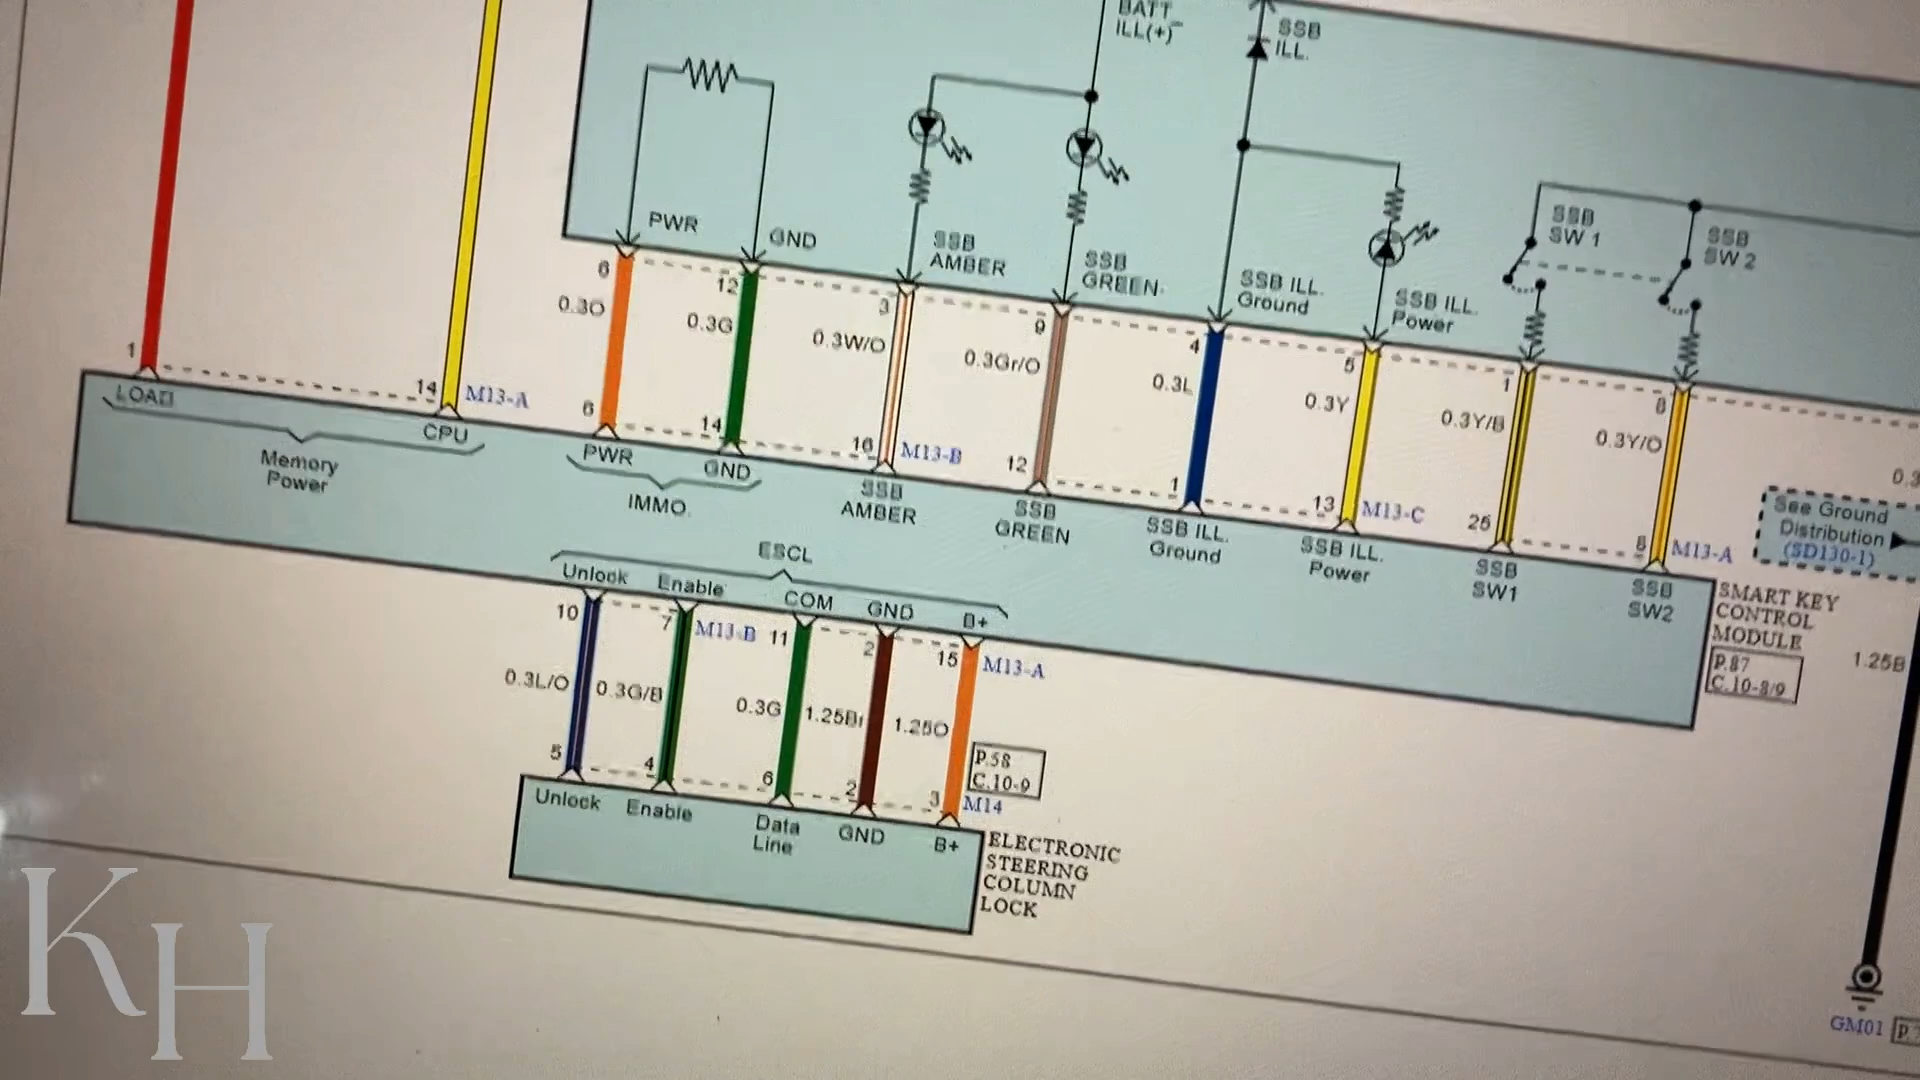 BATT
ILL(+)
SSB
ILL.
PWR
GND
SSB
AMBER
SSB
GREEN
SSB ILL.
Ground
SSB ILL.
Power
SSB
SW 1
SSB
SW 2
6
12
3
9
4
5
1
8
0.3O
0.3G
0.3W/O
0.3Gr/O
0.3L
0.3Y
0.3Y/B
0.3Y/O
1
14
M13-A
6
14
16
M13-B
12
1
13
M13-C
25
M13-A
LOAD
CPU
Memory
Power
PWR
GND
IMMO.
SSB
AMBER
SSB
GREEN
SSB ILL.
Ground
SSB ILL.
Power
SSB
SW1
SSB
SW2
See Ground
Distribution
(SD130-1)
SMART KEY
CONTROL
MODULE
P.87
C.10-8/9
1.25B
ESCL
Unlock
Enable
COM
GND
B+
10
7
M13-B
11
2
15
M13-A
0.3L/O
0.3G/B
0.3G
1.25Br
1.25O
P.58
C.10-9
5
4
6
2
3
M14
Unlock
Enable
Data
Line
GND
B+
ELECTRONIC
STEERING
COLUMN
LOCK
GM01
KH